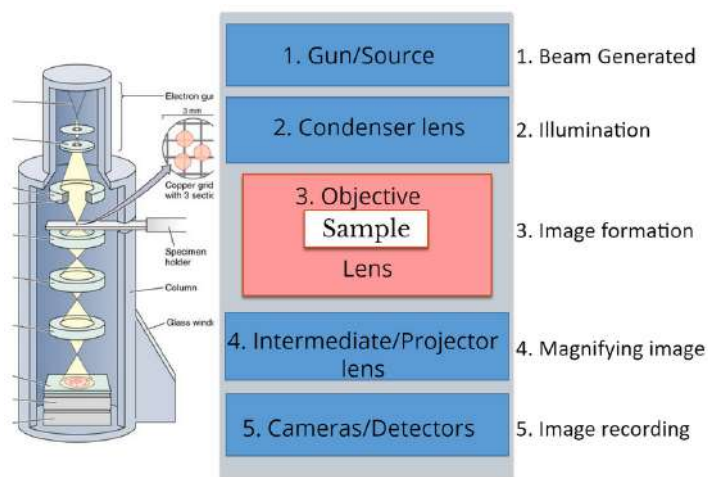 Electron gun
3 mm
Copper grid
with 3 sectio
Specimen
holder
Column
Glass wind
1. Gun/Source
2. Condenser lens
3. Objective
Sample
Lens
4. Intermediate/Projector
lens
5. Cameras/Detectors
1. Beam Generated
2. Illumination
3. Image formation
4. Magnifying image
5. Image recording